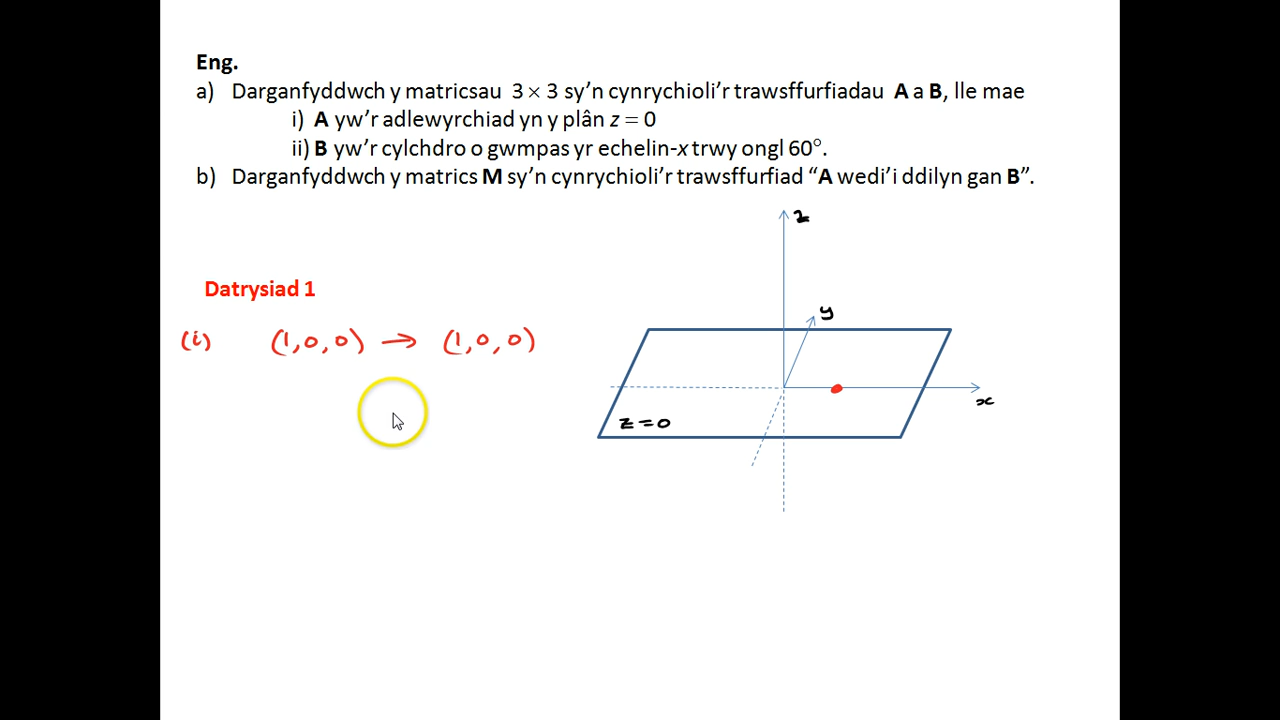 Eng.
a) Darganfyddwch y matricsau 3 × 3 sy'n cynrychioli'r trawsffurfiadau A a B, lle mae
i) A yw'r adlewyrchiad yn y plân z = 0
ii) B yw'r cylchdro o gwmpas yr echelin-x trwy ongl 60°.
b) Darganfyddwch y matrics M sy'n cynrychioli'r trawsffurfiad “A wedi'i ddilyn gan B”.
z
y
Datrysiad 1
(i) (1,0,0) → (1,0,0)
x
z=0